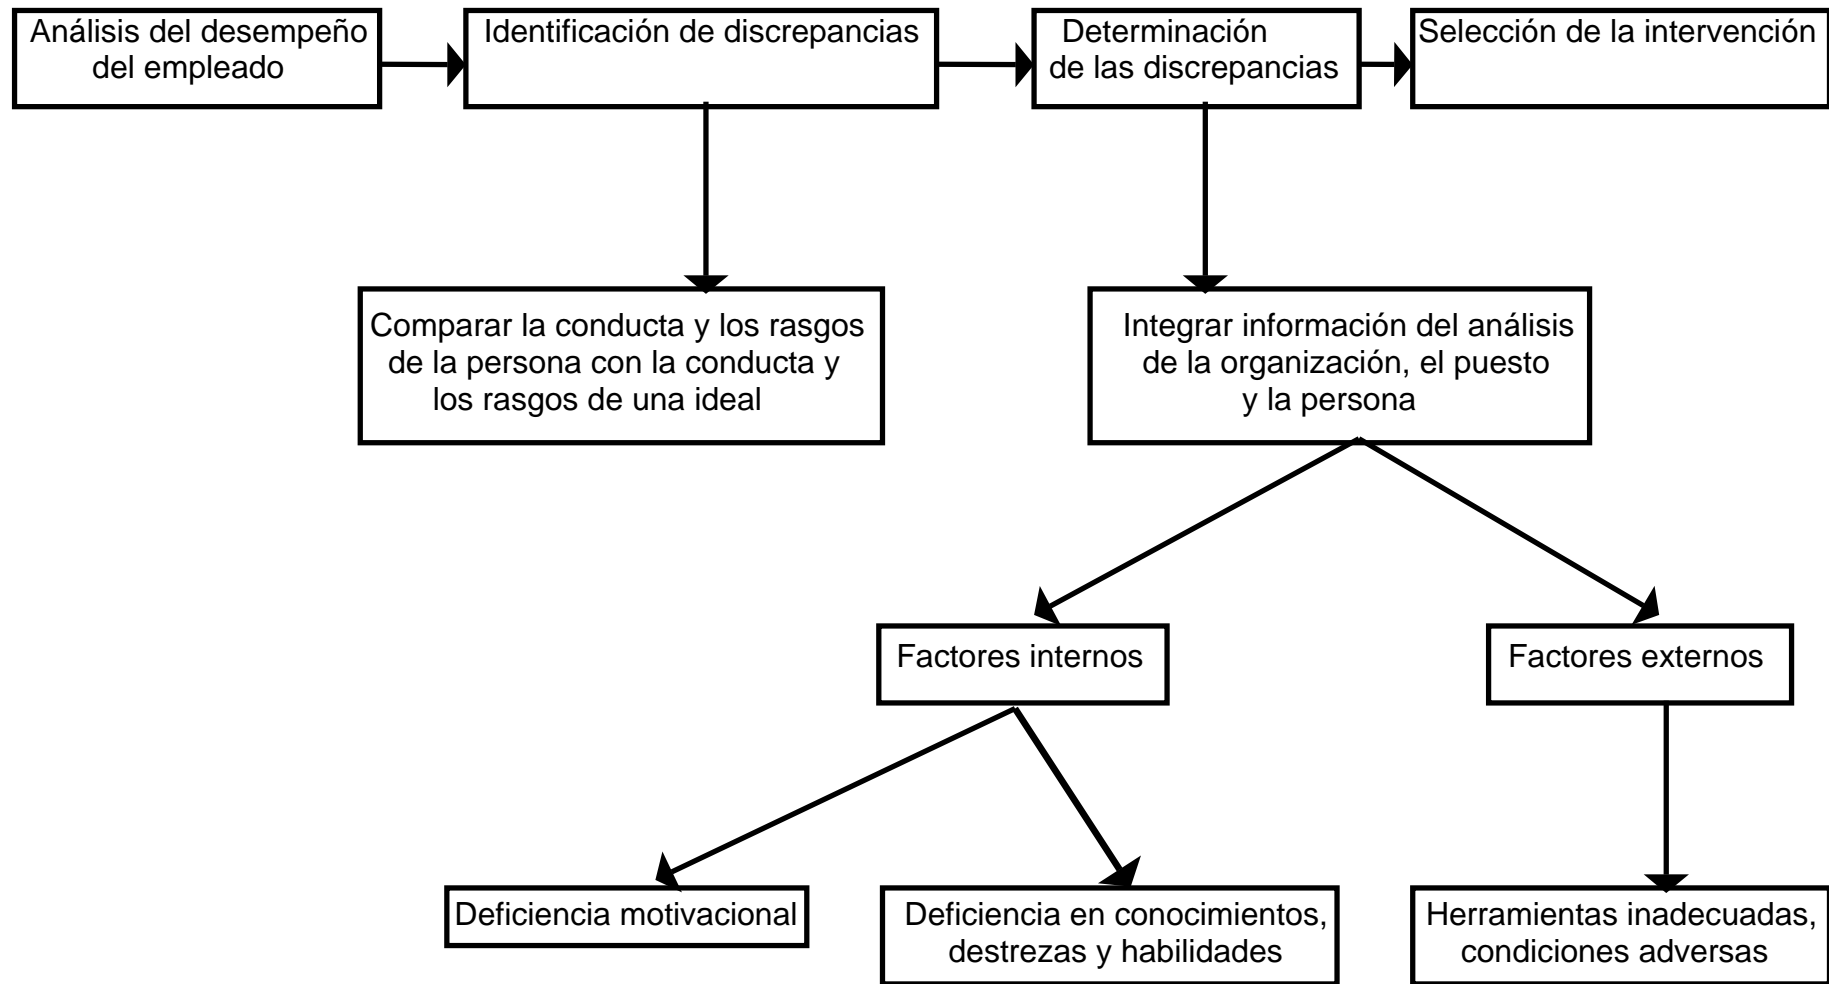 Análisis del desempeño
del empleado
Identificación de discrepancias
Determinación
de las discrepancias
Selección de la intervención
Comparar la conducta y los rasgos
de la persona con la conducta y
los rasgos de una ideal
Integrar información del análisis
de la organización, el puesto
y la persona
Factores internos
Factores externos
Deficiencia motivacional
Deficiencia en conocimientos,
destrezas y habilidades
Herramientas inadecuadas,
condiciones adversas